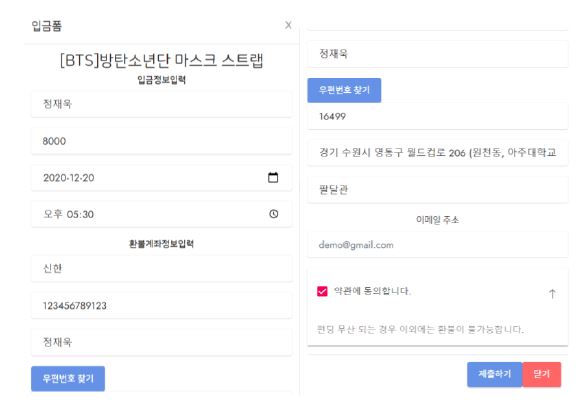 입금폼 X
[BTS]방탄소년단 마스크 스트랩
입금정보입력
정재욱
8000
2020-12-20
오후 05:30
환불계좌정보입력
신한
123456789123
정재욱
우편번호 찾기
정재욱
우편번호 찾기
16499
경기 수원시 영통구 월드컵로 206 (원천동, 아주대학교
팔달관
이메일 주소
demo@gmail.com
약관에 동의합니다.
펀딩 무산 되는 경우 이외에는 환불이 불가능합니다.
제출하기 닫기